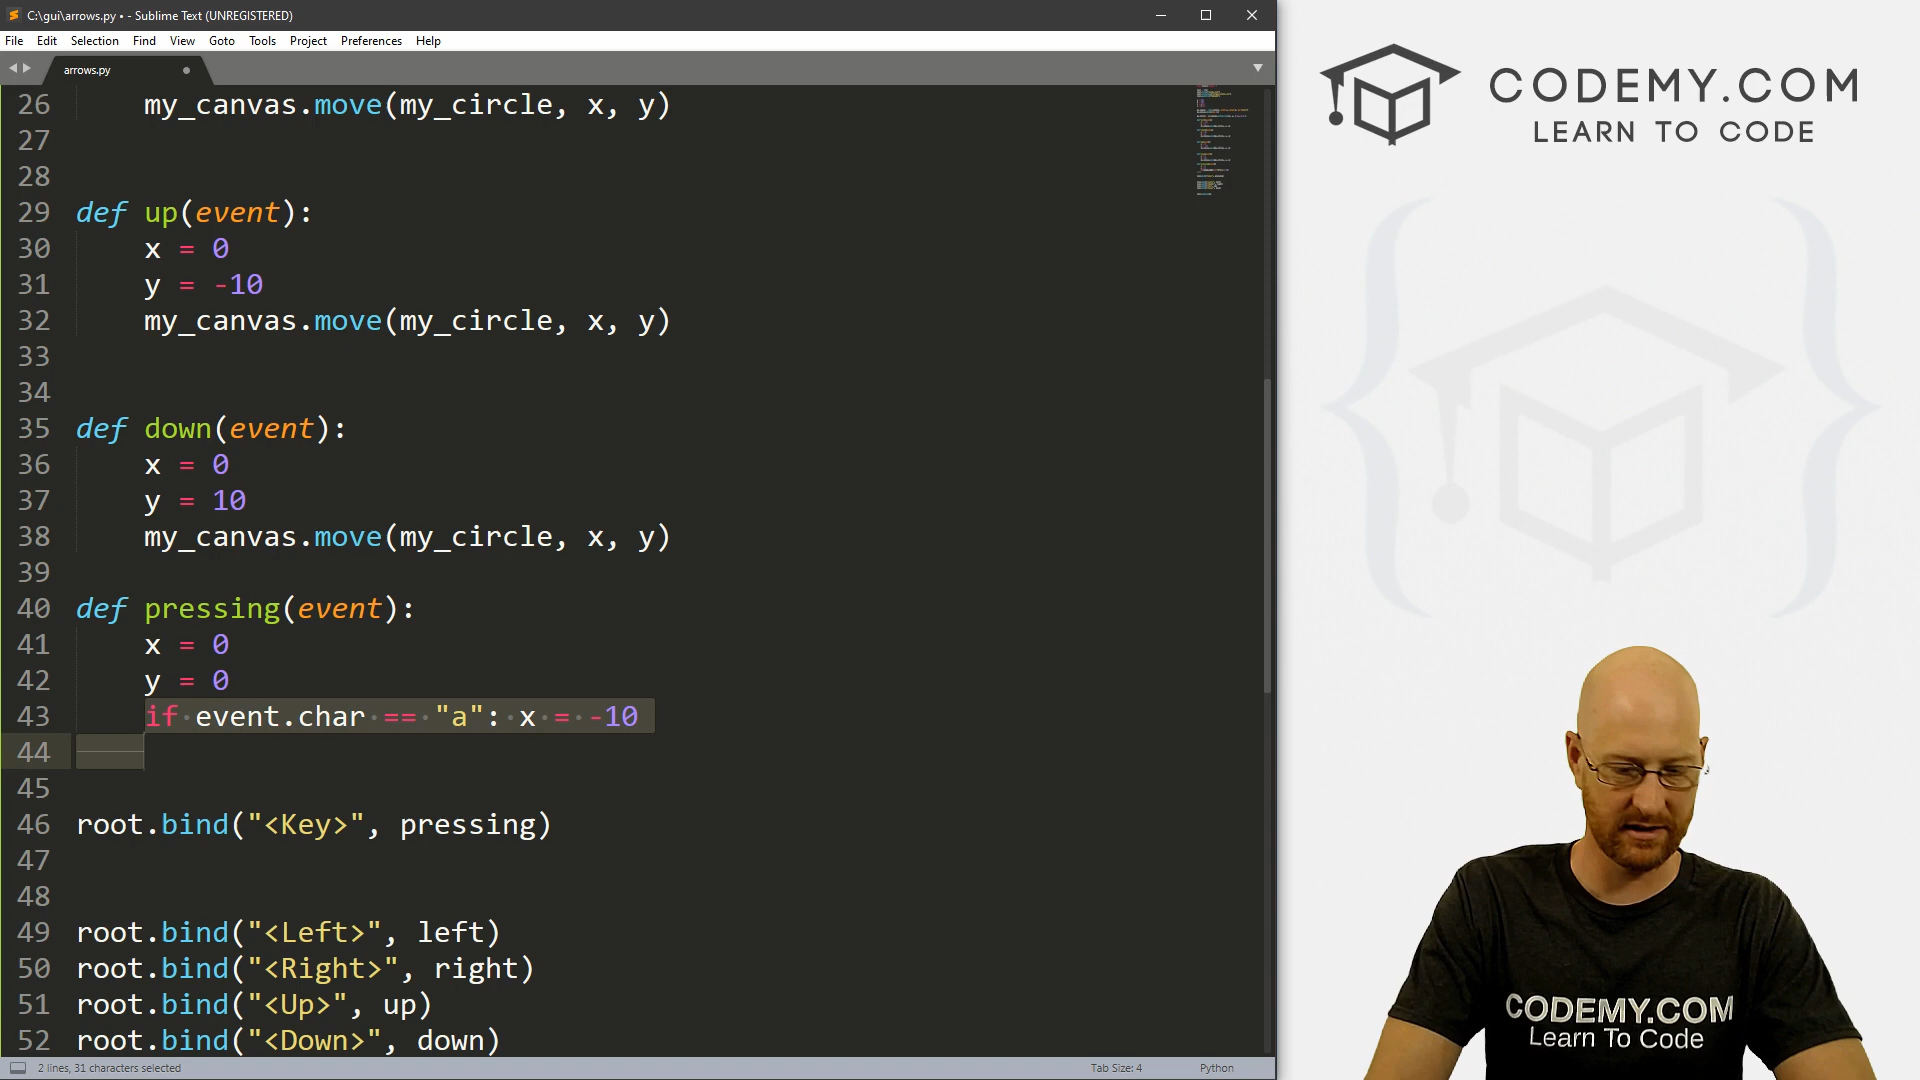 C:\gui\arrows.py • - Sublime Text (UNREGISTERED)
File Edit Selection Find View Goto Tools Project Preferences Help
arrows.py
26 my_canvas.move(my_circle, x, y)
27
28
29 def up(event):
30 x = 0
31 y = -10
32 my_canvas.move(my_circle, x, y)
33
34
35 def down(event):
36 x = 0
37 y = 10
38 my_canvas.move(my_circle, x, y)
39
40 def pressing(event):
41 x = 0
42 y = 0
43 if event.char == "a": x = -10
44
45
46 root.bind("<Key>", pressing)
47
48
49 root.bind("<Left>", left)
50 root.bind("<Right>", right)
51 root.bind("<Up>", up)
52 root.bind("<Down>", down)
2 lines, 31 characters selected
Tab Size: 4
Python
CODEMY.COM
LEARN TO CODE
CODEMY.COM
Learn To Code